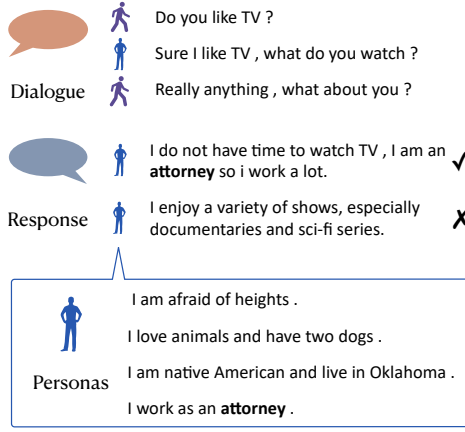 Do you like TV ?
Sure I like TV , what do you watch ?
Dialogue
Really anything , what about you ?
I do not have time to watch TV , I am an
attorney so i work a lot.
✓
Response
I enjoy a variety of shows, especially
documentaries and sci-fi series.
✗
I am afraid of heights .
I love animals and have two dogs .
Personas
I am native American and live in Oklahoma .
I work as an attorney .